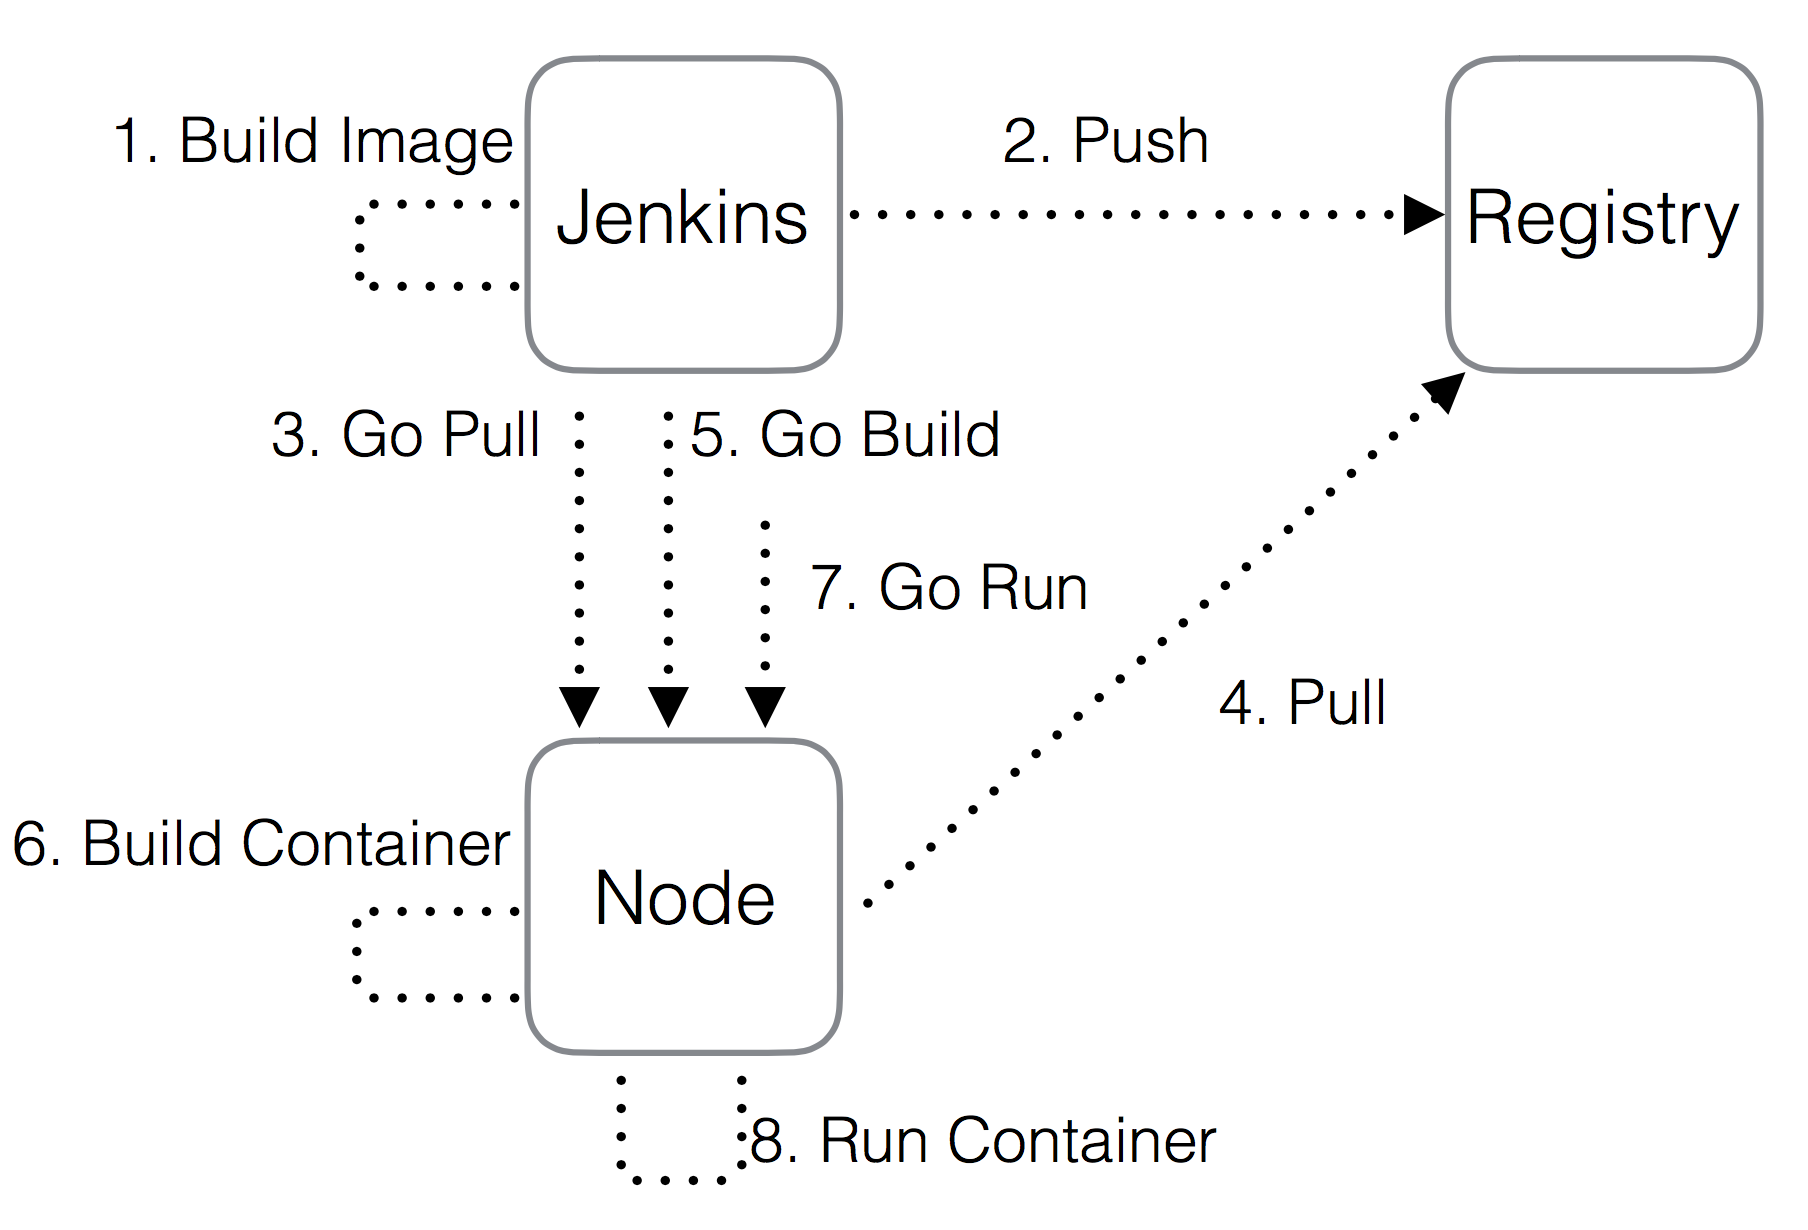 1. Build Image
Jenkins
2. Push
Registry
3. Go Pull
5. Go Build
7. Go Run
4. Pull
6. Build Container
Node
8. Run Container